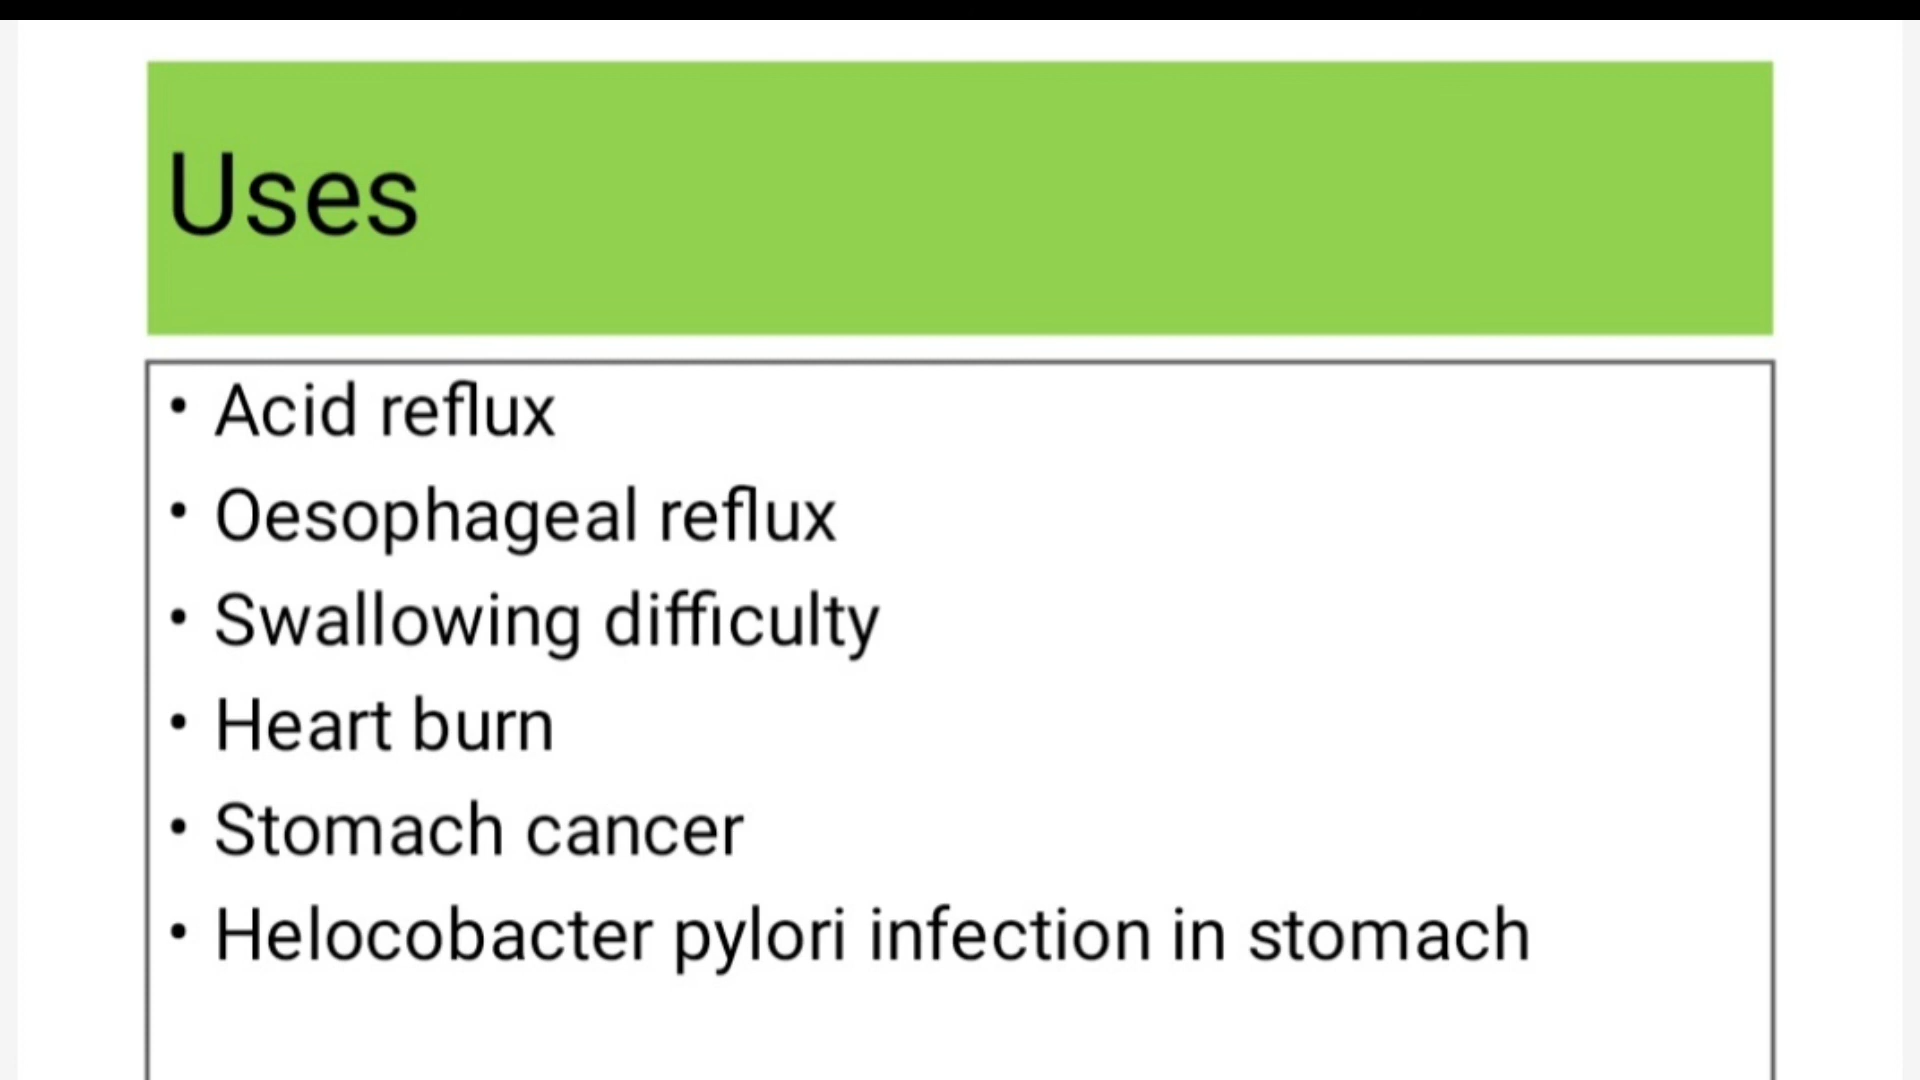 Uses
• Acid reflux
• Oesophageal reflux
• Swallowing difficulty
• Heart burn
• Stomach cancer
• Helocobacter pylori infection in stomach